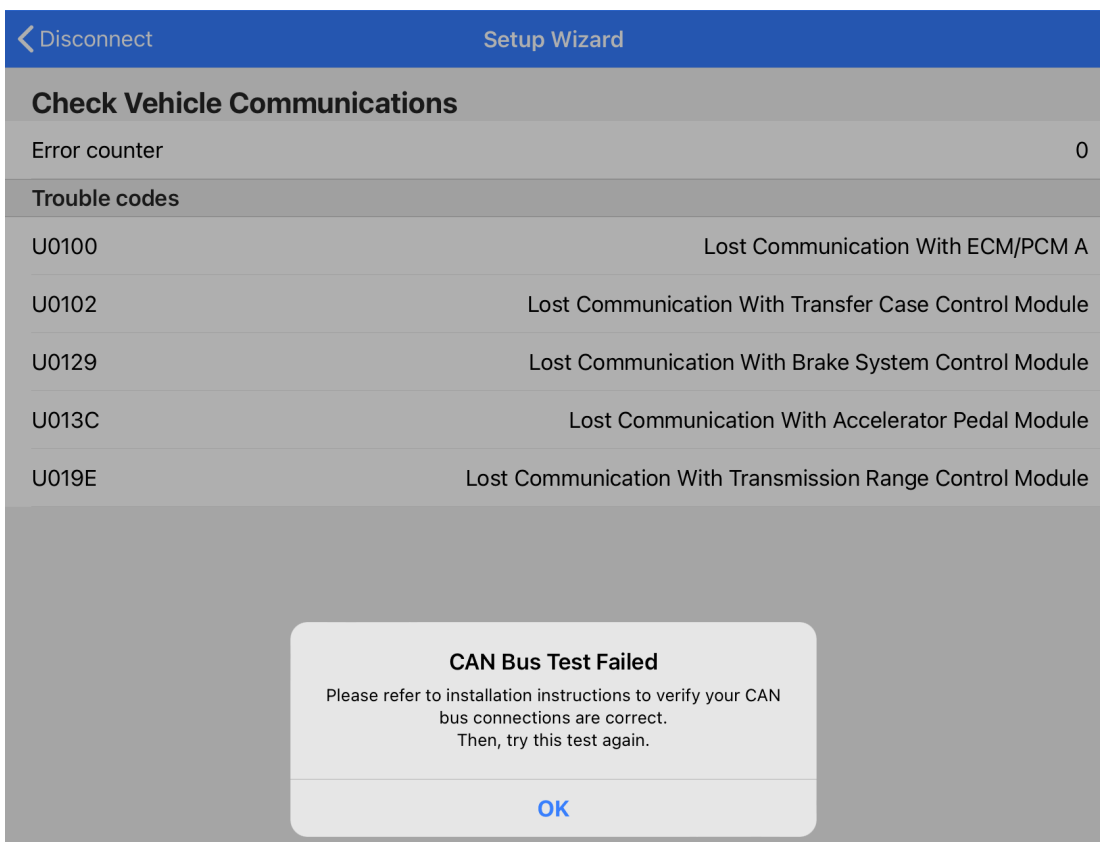 Disconnect
Setup Wizard
Check Vehicle Communications
Error counter 0
Trouble codes
U0100 Lost Communication With ECM/PCM A
U0102 Lost Communication With Transfer Case Control Module
U0129 Lost Communication With Brake System Control Module
U013C Lost Communication With Accelerator Pedal Module
U019E Lost Communication With Transmission Range Control Module
CAN Bus Test Failed
Please refer to installation instructions to verify your CAN
bus connections are correct.
Then, try this test again.
OK